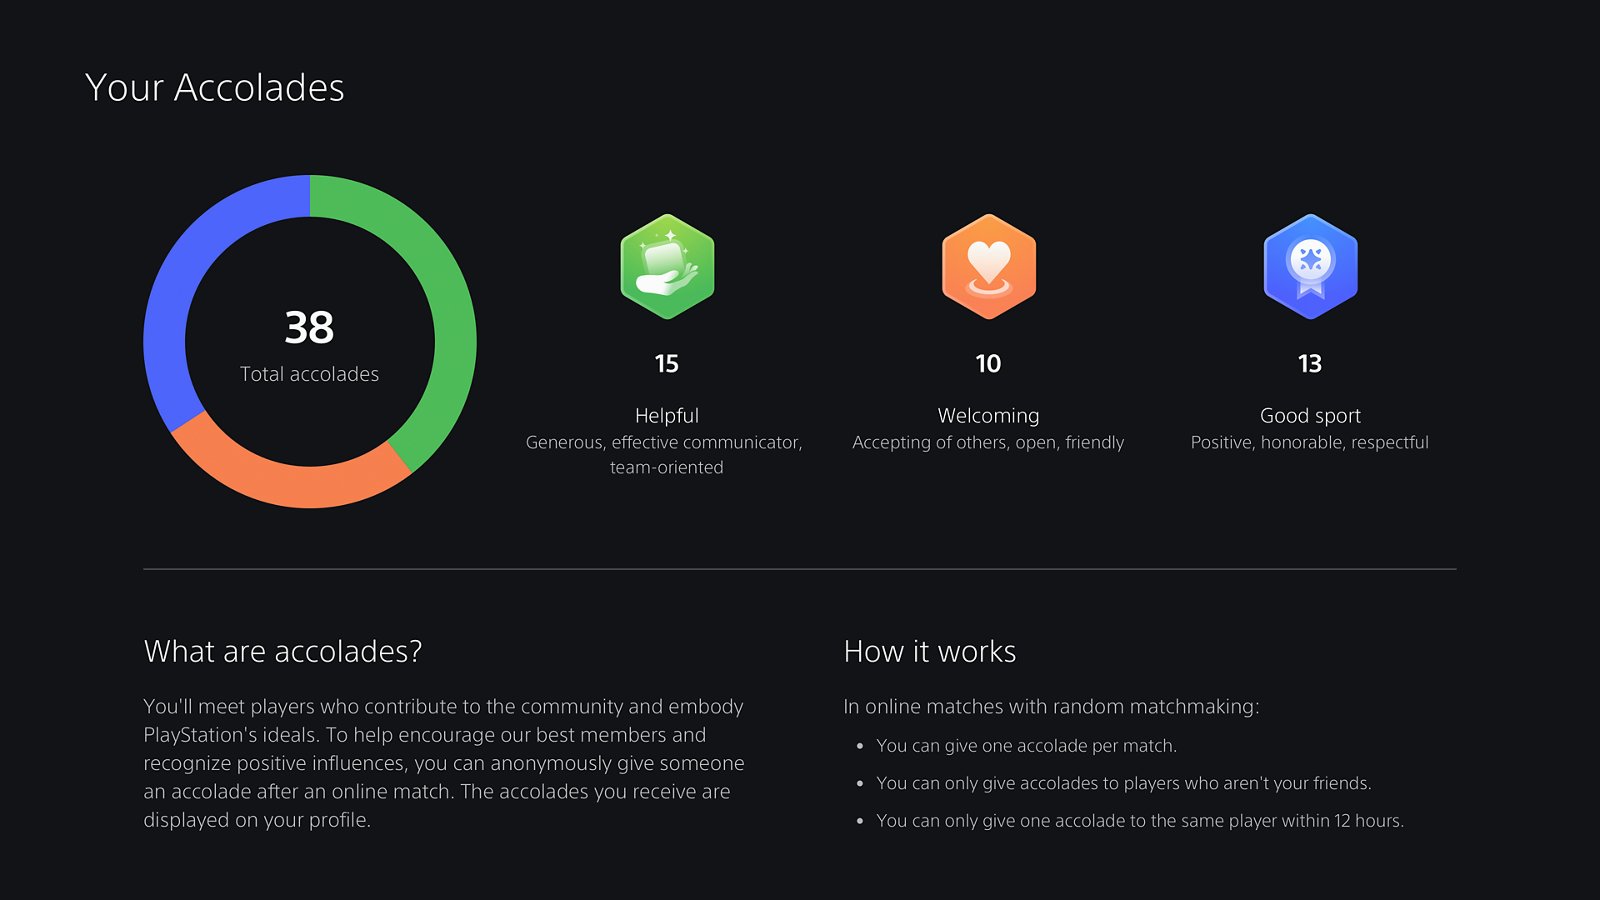 Your Accolades
38
Total accolades
15
Helpful
Generous, effective communicator,
team-oriented
10
Welcoming
Accepting of others, open, friendly
13
Good sport
Positive, honorable, respectful
What are accolades?
You'll meet players who contribute to the community and embody
PlayStation's ideals. To help encourage our best members and
recognize positive influences, you can anonymously give someone
an accolade after an online match. The accolades you receive are
displayed on your profile.
How it works
In online matches with random matchmaking:
• You can give one accolade per match.
• You can only give accolades to players who aren't your friends.
• You can only give one accolade to the same player within 12 hours.